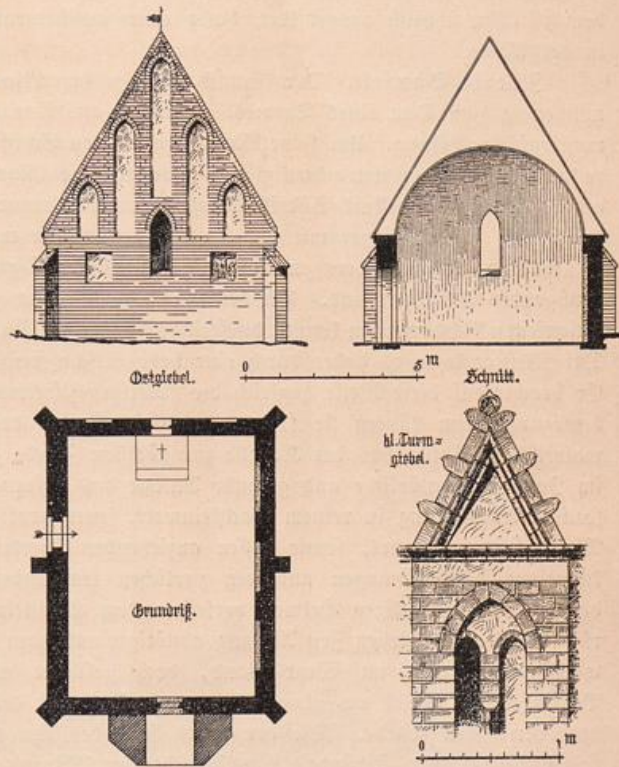 Ostgiebel.
0 5 m
Schnitt.
kl. Turm=
giebel.
Grundriß.
0 1 m